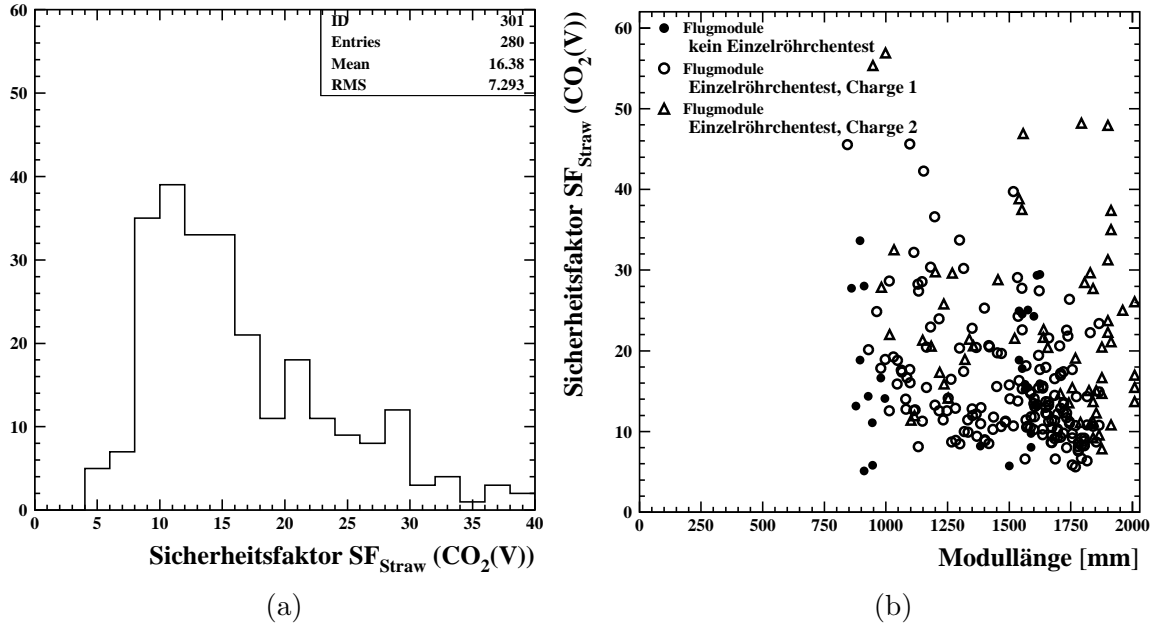 ID 301
Entries 280
Mean 16.38
RMS 7.293
60
50
40
30
20
10
0
0 5 10 15 20 25 30 35 40
Sicherheitsfaktor SF_Straw (CO₂(V))
(a)
Sicherheitsfaktor SF_Straw (CO₂(V))
60
50
40
30
20
10
0
Flugmodule
kein Einzelröhrchentest
Flugmodule
Einzelröhrchentest, Charge 1
Flugmodule
Einzelröhrchentest, Charge 2
0 250 500 750 1000 1250 1500 1750 2000
Modullänge [mm]
(b)